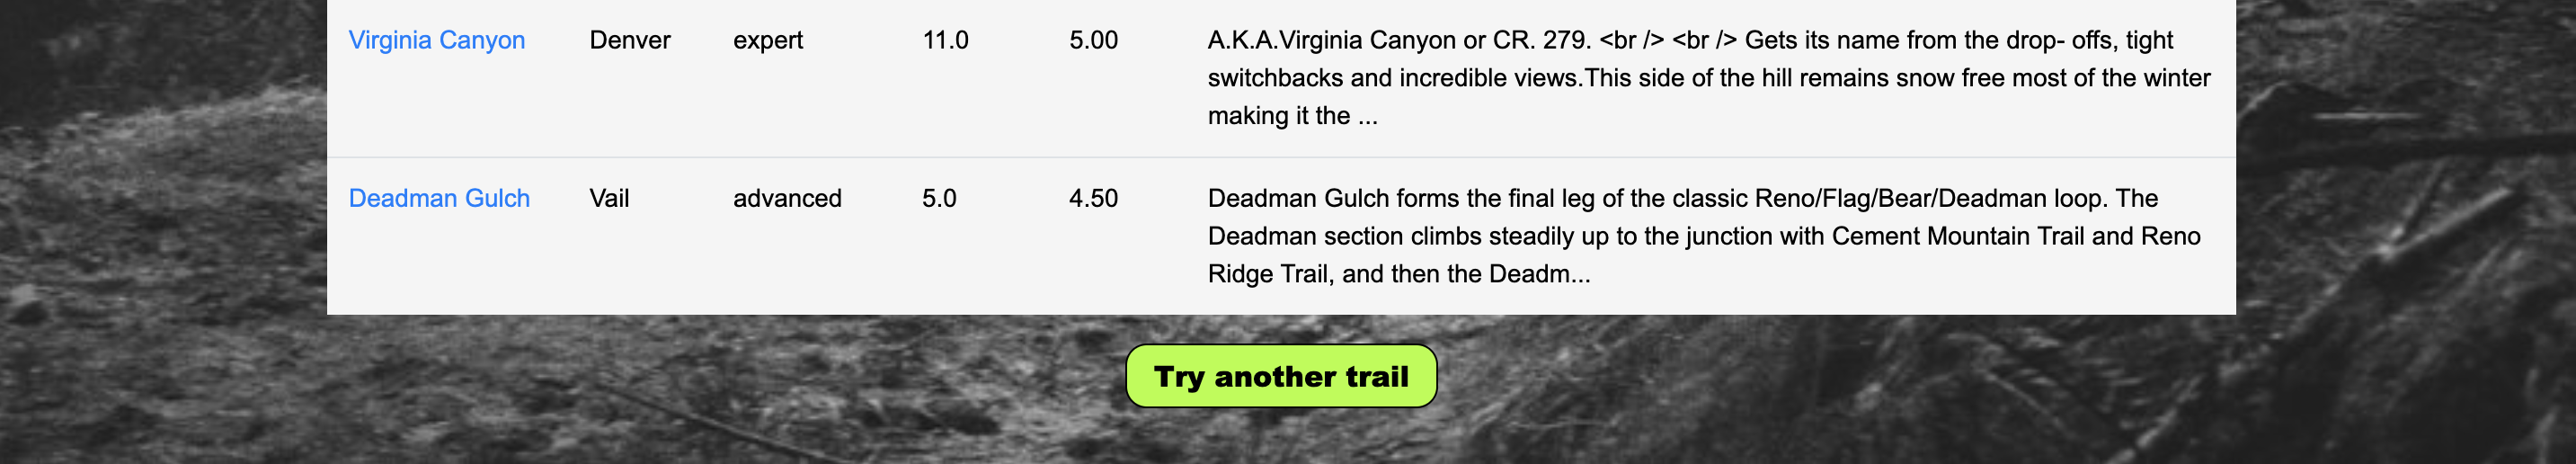 Virginia Canyon Denver expert 11.0 5.00 A.K.A.Virginia Canyon or CR. 279. <br /> <br /> Gets its name from the drop- offs, tight
switchbacks and incredible views.This side of the hill remains snow free most of the winter
making it the ...
Deadman Gulch Vail advanced 5.0 4.50 Deadman Gulch forms the final leg of the classic Reno/Flag/Bear/Deadman loop. The
Deadman section climbs steadily up to the junction with Cement Mountain Trail and Reno
Ridge Trail, and then the Deadm...
Try another trail